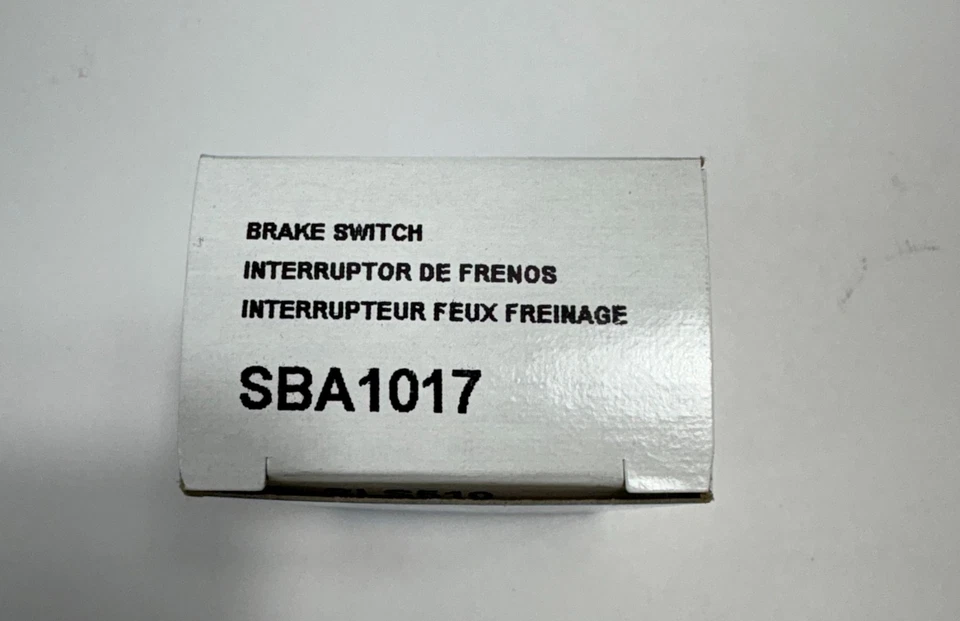 BRAKE SWITCH
INTERRUPTOR DE FRENOS
INTERRUPTEUR FEUX FREINAGE
SBA1017